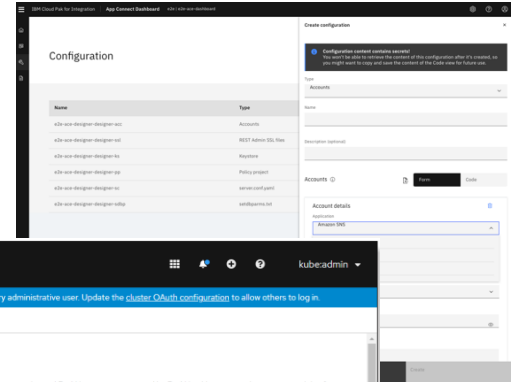 IBM Cloud Pak for Integration App Connect Dashboard e2e | e2e-ace-dashboard
Create configuration
Configuration content contains secrets!
You won't be able to retrieve the content of this configuration after it's created, so
you might want to copy and save the content of the Code view for future use.
Configuration
Type
Accounts
Name
Name Type
e2e-ace-designer-designer-acc Accounts
e2e-ace-designer-designer-ssl REST Admin SSL files
Description (optional)
e2e-ace-designer-designer-ks Keystore
e2e-ace-designer-designer-pp Policy project
e2e-ace-designer-designer-sc server.conf.yaml
e2e-ace-designer-designer-sdbp setdbparms.txt
Accounts Form Code
Account details
Application
Amazon SNS
kube:admin
ry administrative user. Update the cluster OAuth configuration to allow others to log in.
Create